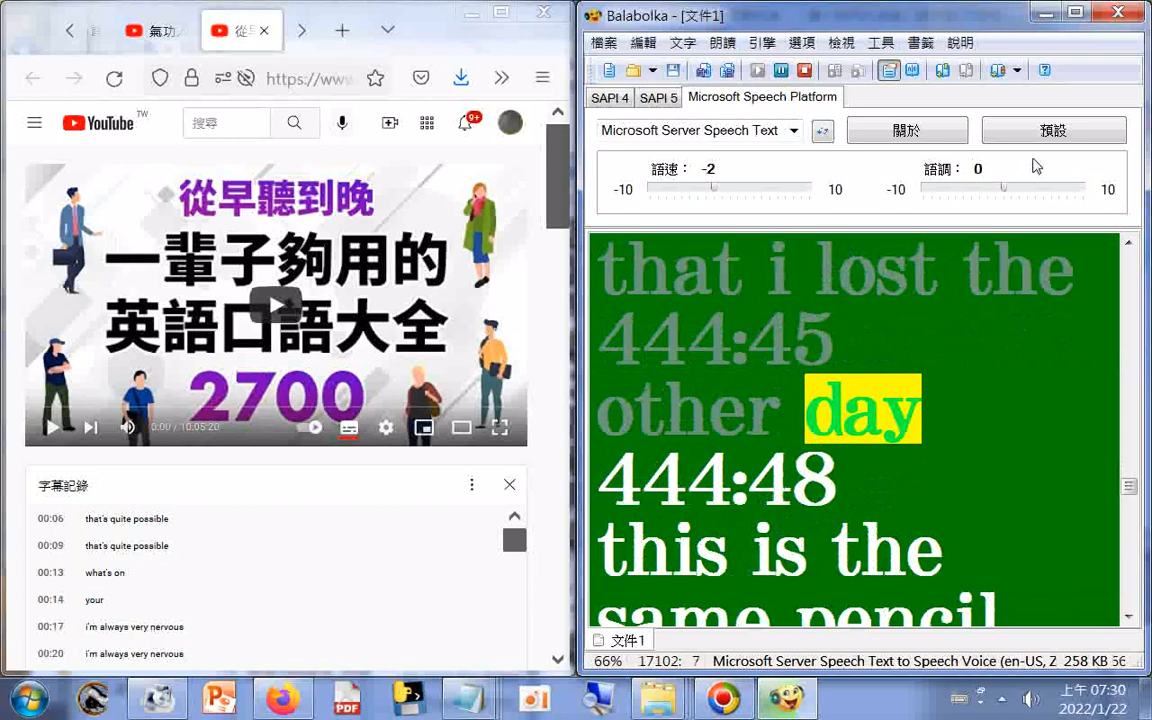 氣功
從
https://www
YouTube TW
搜尋
9+
從早聽到晚
一輩子夠用的
英語口語大全
2700
0:00 / 10:05:20
字幕記錄
00:06 that's quite possible
00:09 that's quite possible
00:13 what's on
00:14 your
00:17 i'm always very nervous
00:20 i'm always very nervous
Balabolka - [文件1]
檔案 編輯 文字 朗讀 引擎 選項 檢視 工具 書籤 說明
SAPI 4 SAPI 5 Microsoft Speech Platform
Microsoft Server Speech Text 關於 預設
語速： -2 語調： 0
-10 10 -10 10
that i lost the
444:45
other day
444:48
this is the
same pencil
文件1
66% 17102: 7 Microsoft Server Speech Text to Speech Voice (en-US, Z 258 KB 56
PDF
上午 07:30
2022/1/22